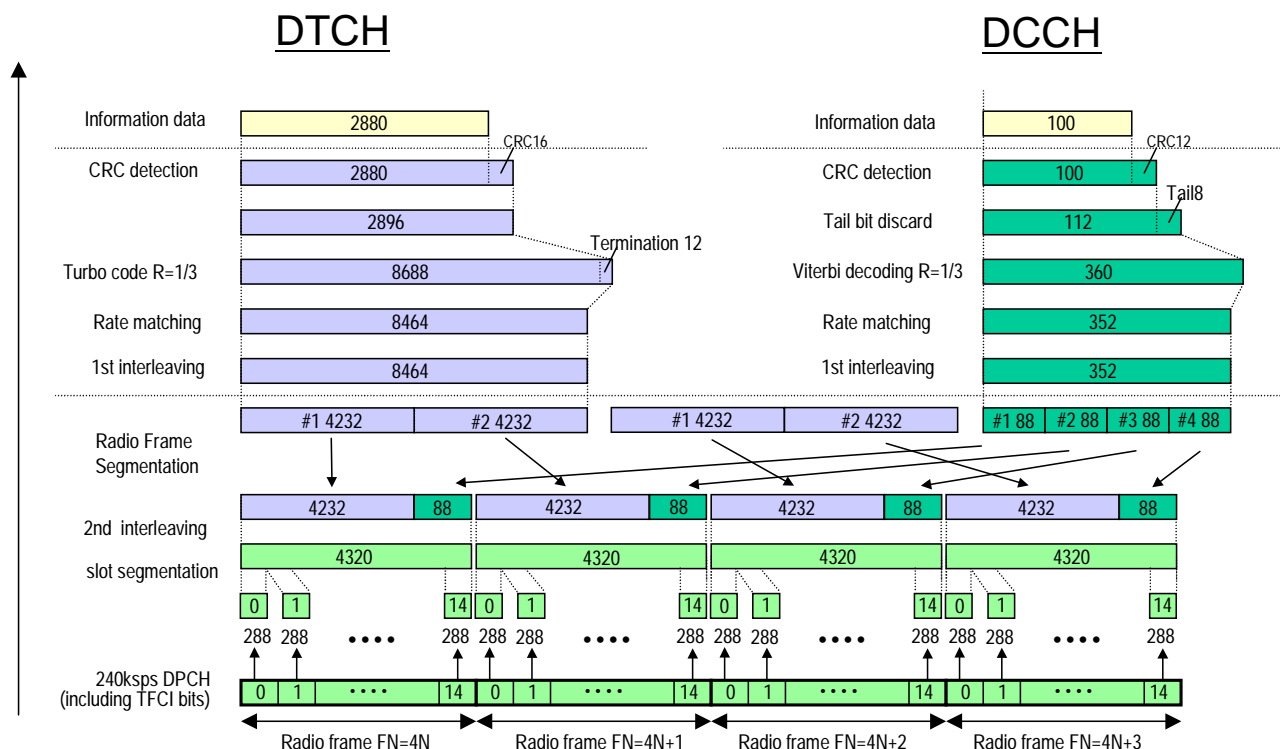 DTCH DCCH
Information data 2880 Information data 100
CRC16 CRC12
CRC detection 2880 CRC detection 100
Tail8
2896 Tail bit discard 112
Termination 12
Turbo code R=1/3 8688 Viterbi decoding R=1/3 360
Rate matching 8464 Rate matching 352
1st interleaving 8464 1st interleaving 352
#1 4232 #2 4232 #1 4232 #2 4232 #1 88 #2 88 #3 88 #4 88
Radio Frame
Segmentation
4232 88 4232 88 4232 88 4232 88
2nd interleaving
4320 4320 4320 4320
slot segmentation
0 1 14 0 1 14 0 1 14 0 1 14
288 288 •••• 288 288 288 •••• 288 288 288 •••• 288 288 288 •••• 288
240ksps DPCH
(including TFCI bits)
0 1 •••• 14 0 1 •••• 14 0 1 •••• 14 0 1 •••• 14
Radio frame FN=4N Radio frame FN=4N+1 Radio frame FN=4N+2 Radio frame FN=4N+3